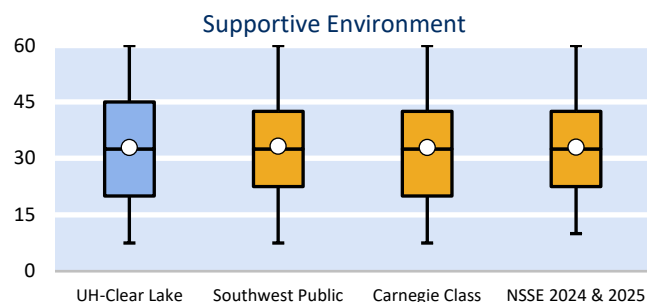 Supportive Environment
60
45
30
15
0
UH-Clear Lake Southwest Public Carnegie Class NSSE 2024 & 2025